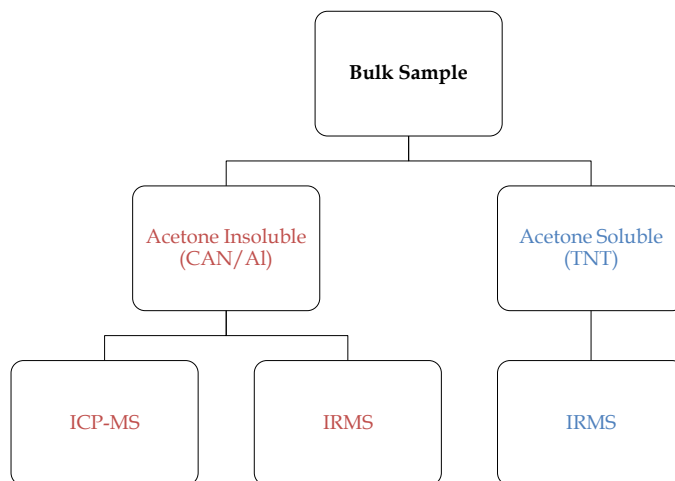 Bulk Sample
Acetone Insoluble
(CAN/Al)
Acetone Soluble
(TNT)
ICP-MS
IRMS
IRMS